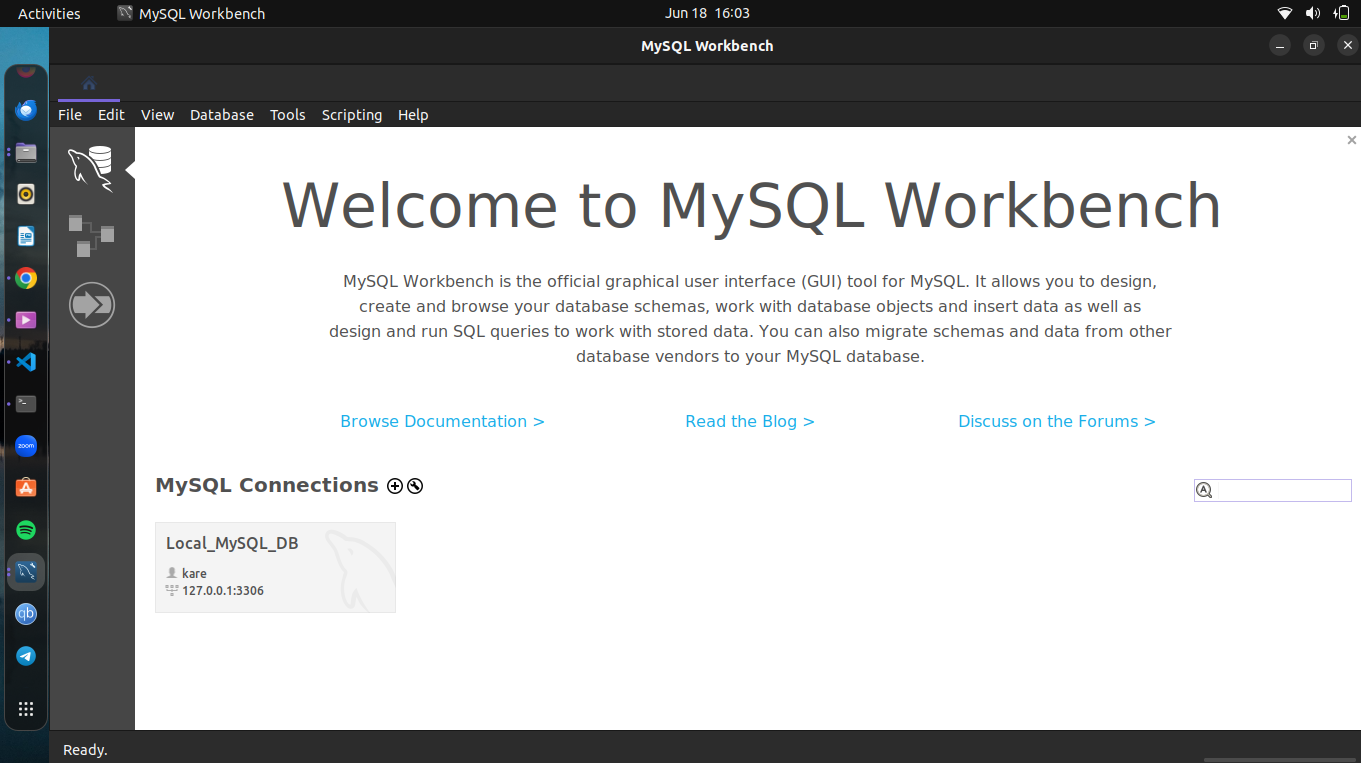 Activities MySQL Workbench Jun 18 16:03
MySQL Workbench
File Edit View Database Tools Scripting Help
Welcome to MySQL Workbench
MySQL Workbench is the official graphical user interface (GUI) tool for MySQL. It allows you to design,
create and browse your database schemas, work with database objects and insert data as well as
design and run SQL queries to work with stored data. You can also migrate schemas and data from other
database vendors to your MySQL database.
Browse Documentation > Read the Blog > Discuss on the Forums >
zoom
MySQL Connections
A
Local_MySQL_DB
kare
127.0.0.1:3306
qb
Ready.